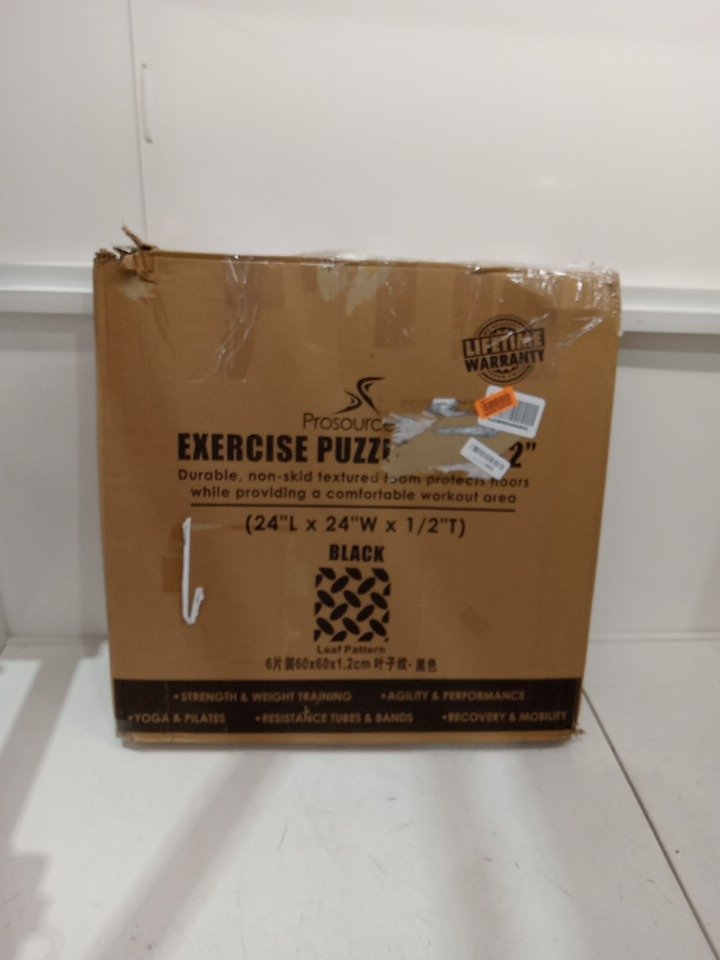 LIFETIME
WARRANTY
Prosource
EXERCISE PUZZ 2"
Durable, non-skid textured foam protects floors
while providing a comfortable workout area
(24"L x 24"W x 1/2"T)
BLACK
Leaf Pattern
6片装60x60x1.2cm 叶子纹- 黑色
•STRENGTH & WEIGHT TRAINING •AGILITY & PERFORMANCE
•YOGA & PILATES •RESISTANCE TUBES & BANDS •RECOVERY & MOBILITY